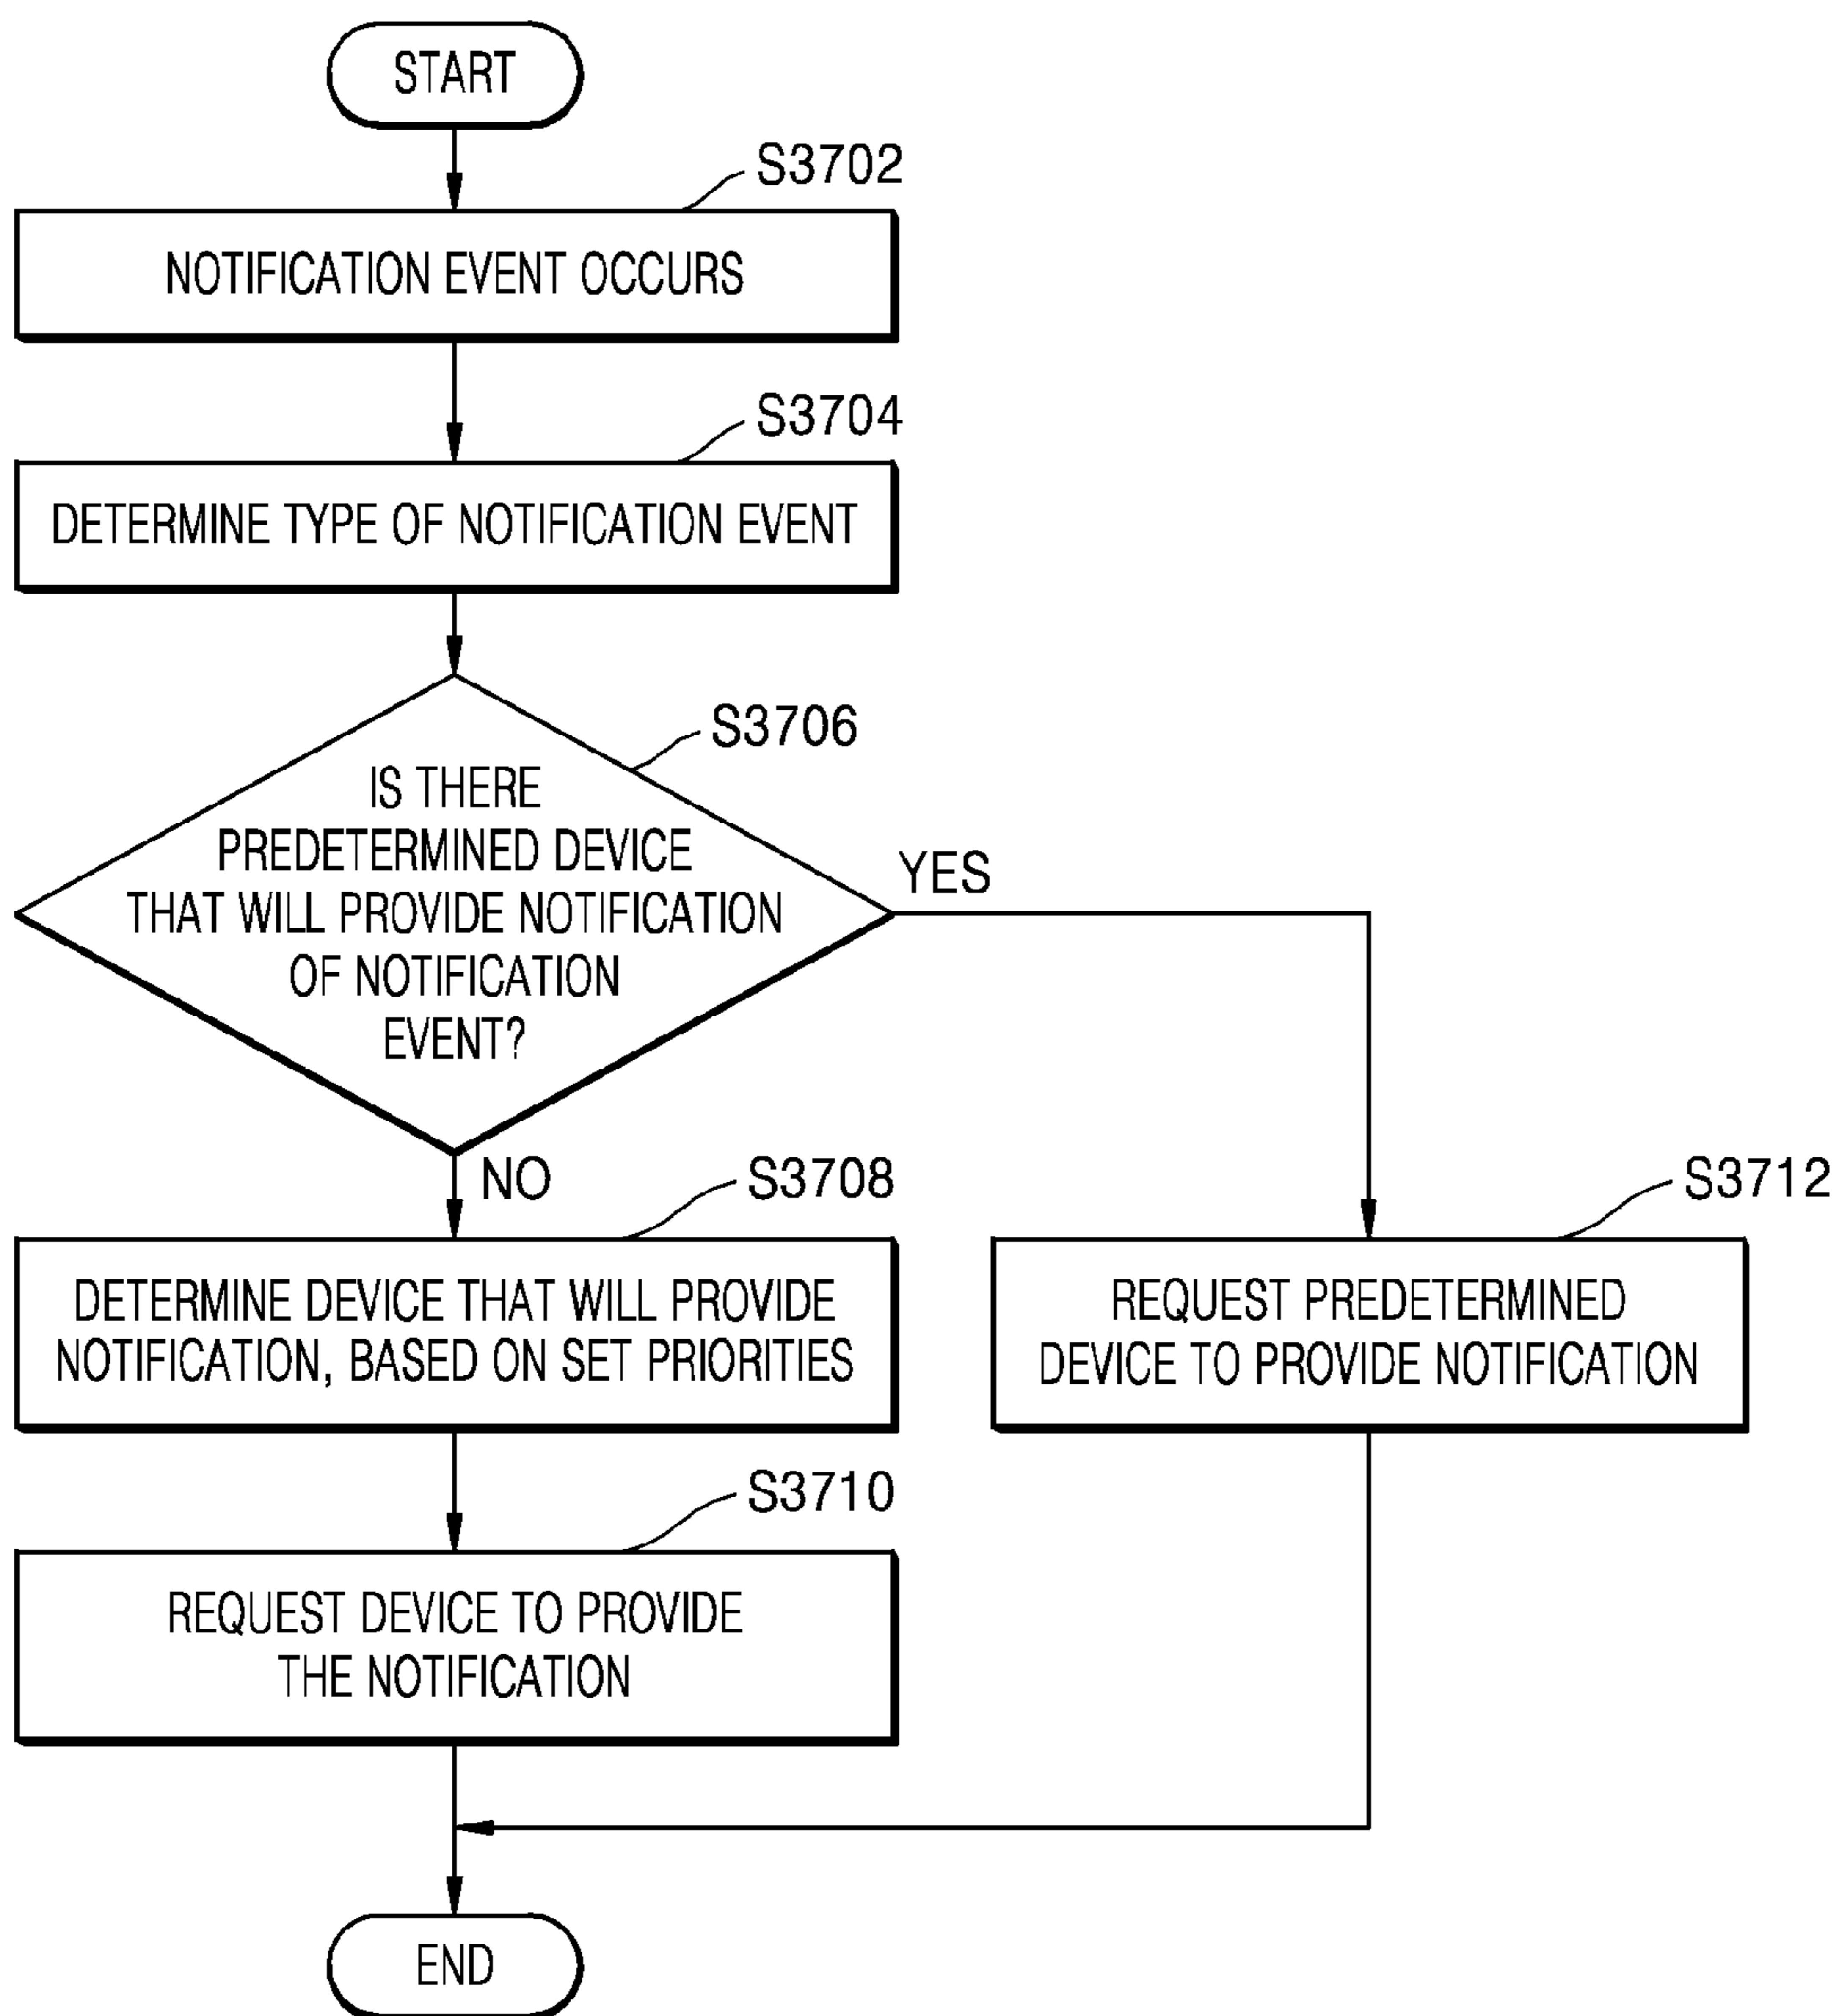 START
S3702
NOTIFICATION EVENT OCCURS
S3704
DETERMINE TYPE OF NOTIFICATION EVENT
S3706
IS THERE
PREDETERMINED DEVICE
THAT WILL PROVIDE NOTIFICATION
OF NOTIFICATION
EVENT?
YES
NO
S3708
DETERMINE DEVICE THAT WILL PROVIDE
NOTIFICATION, BASED ON SET PRIORITIES
S3712
REQUEST PREDETERMINED
DEVICE TO PROVIDE NOTIFICATION
S3710
REQUEST DEVICE TO PROVIDE
THE NOTIFICATION
END